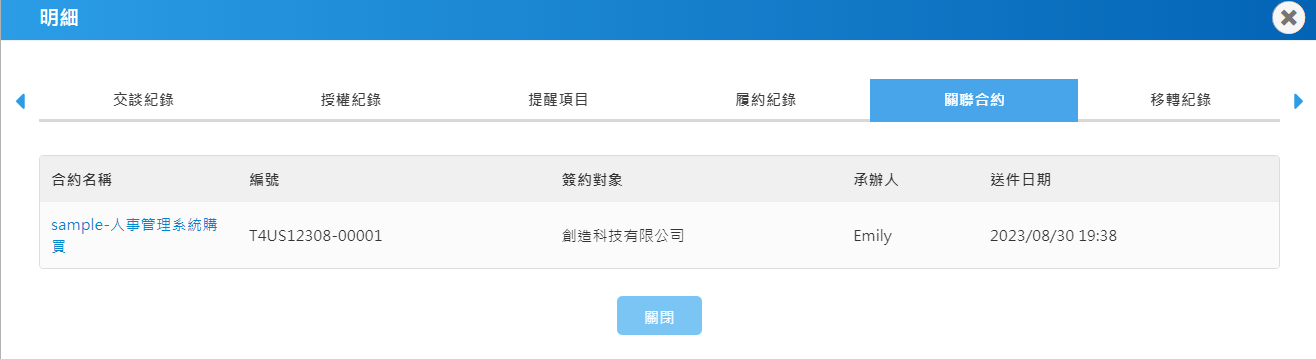 明細
交談紀錄 授權紀錄 提醒項目 履約紀錄 關聯合約 移轉紀錄
合約名稱 編號 簽約對象 承辦人 送件日期
sample-人事管理系統購
買 T4US12308-00001 創造科技有限公司 Emily 2023/08/30 19:38
關閉